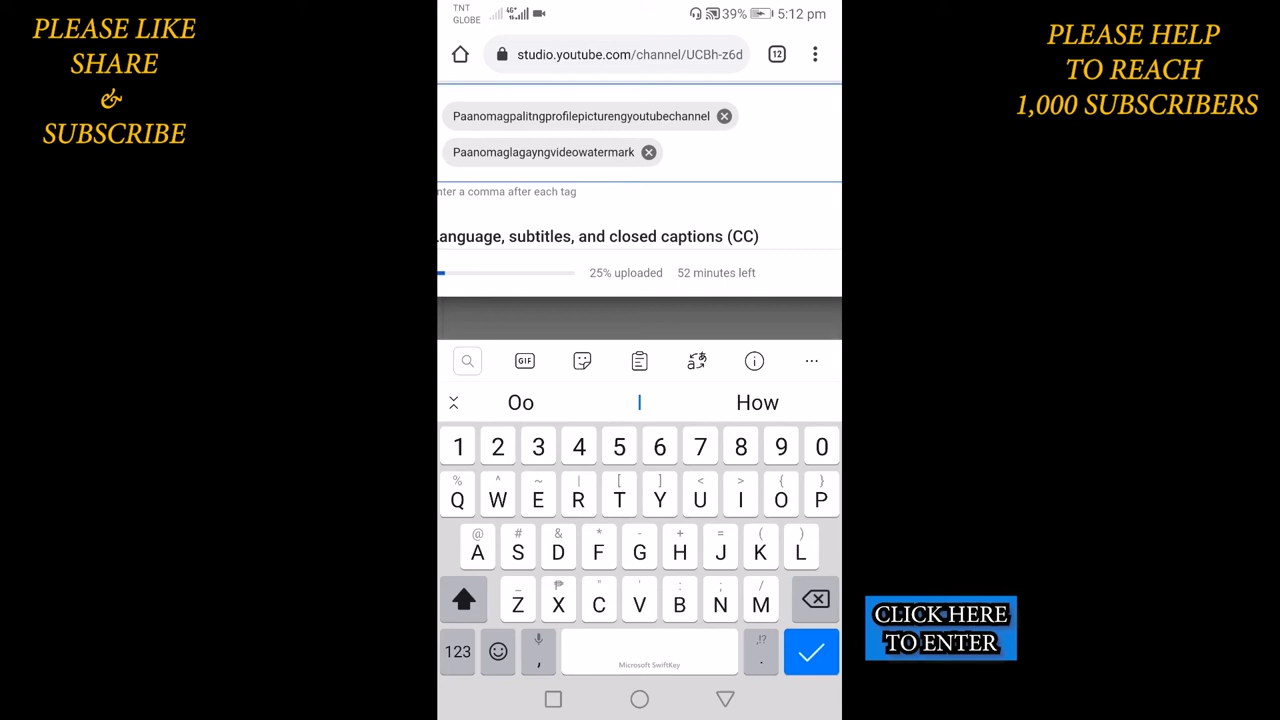 PLEASE LIKE
SHARE
&
SUBSCRIBE
PLEASE HELP
TO REACH
1,000 SUBSCRIBERS
TNT
GLOBE
4G+
39%
5:12 pm
studio.youtube.com/channel/UCBh-z6d
12
Paanomagpalitngprofilepicturengyoutubechannel
Paanomaglagayngvideowatermark
nter a comma after each tag
anguage, subtitles, and closed captions (CC)
25% uploaded 52 minutes left
GIF
Oo I How
1 2 3 4 5 6 7 8 9 0
% ^ ~ | [ ] < > { }
Q W E R T Y U I O P
@ # & * - + = ( )
A S D F G H J K L
_ ₱ " ' : ; /
Z X C V B N M
123 , ,!? .
Microsoft SwiftKey
CLICK HERE
TO ENTER